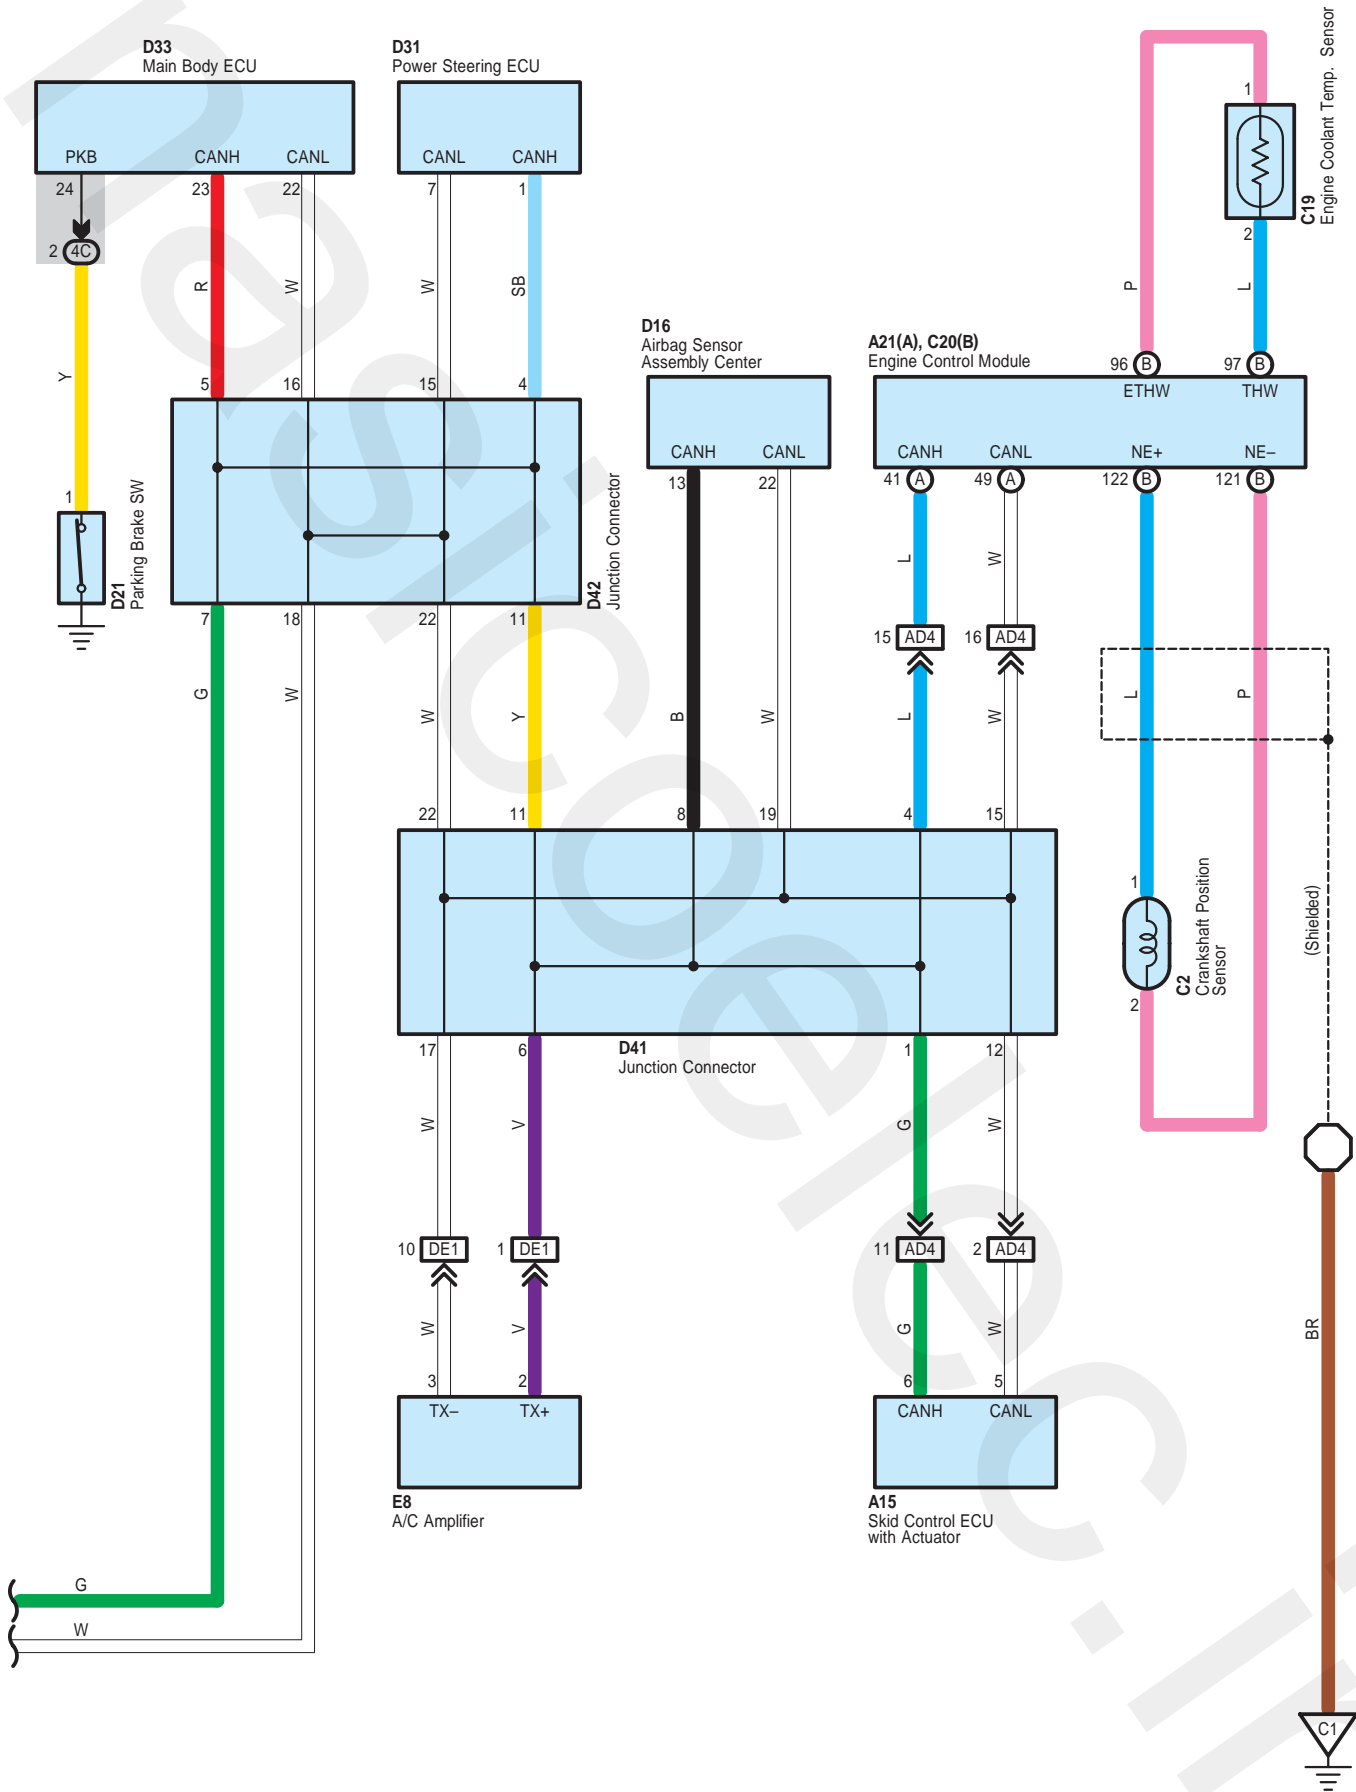 D33
Main Body ECU
D31
Power Steering ECU
PKB
CANH
CANL
CANL
CANH
24
23
22
7
1
2
4C
R
W
W
SB
Y
5
16
15
4
1
D21
Parking Brake SW
D42
Junction Connector
7
18
22
11
G
W
W
Y
D16
Airbag Sensor
Assembly Center
CANH
CANL
13
22
B
W
A21(A), C20(B)
Engine Control Module
96
B
97
B
ETHW
THW
CANH
CANL
NE+
NE–
41
A
49
A
122
B
121
B
1
C19
Engine Coolant Temp. Sensor
2
P
L
L
W
15
AD4
16
AD4
L
W
L
P
22
11
8
19
4
15
1
C2
Crankshaft Position
Sensor
2
(Shielded)
D41
Junction Connector
17
6
1
12
W
V
G
W
10
DE1
1
DE1
11
AD4
2
AD4
W
V
G
W
3
2
6
5
TX–
TX+
CANH
CANL
E8
A/C Amplifier
A15
Skid Control ECU
with Actuator
BR
G
W
C1